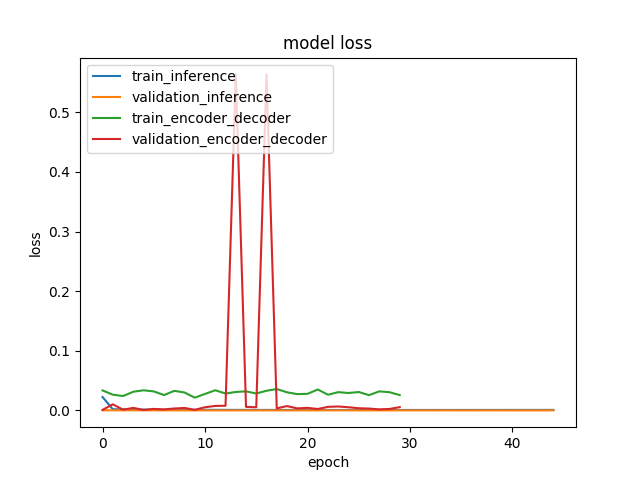 model loss
train_inference
validation_inference
train_encoder_decoder
validation_encoder_decoder
loss
0.5
0.4
0.3
0.2
0.1
0.0
0 10 20 30 40
epoch